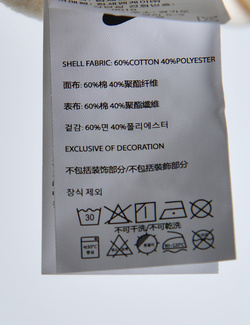 SHELL FABRIC: 60%COTTON 40%POLYESTER
面布: 60%棉 40%聚酯纤维
表布: 60%棉 40%聚酯纖維
겉감: 60%면 40%폴리에스터
EXCLUSIVE OF DECORATION
不包括装饰部分/不包括裝飾部分
장식 제외
30
不可干洗/不可乾洗